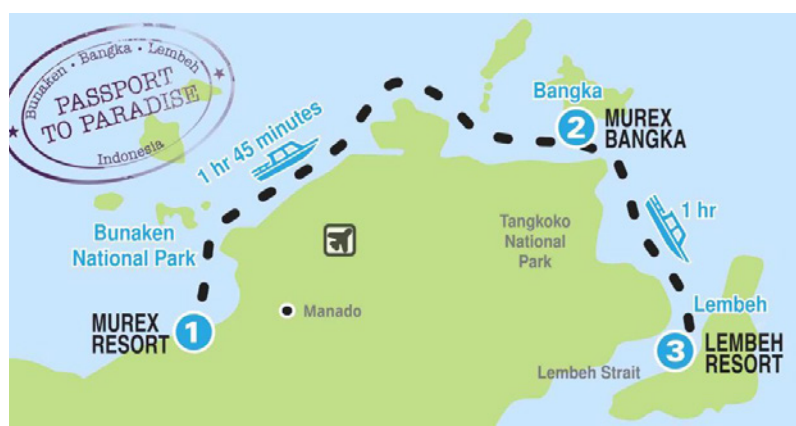 Bunaken · Bangka · Lembeh
PASSPORT
TO PARADISE
Indonesia
1 hr 45 minutes
Bangka
2
MUREX
BANGKA
1 hr
Tangkoko
National
Park
Bunaken
National Park
Manado
MUREX
RESORT
1
Lembeh
3
LEMBEH
RESORT
Lembeh Strait